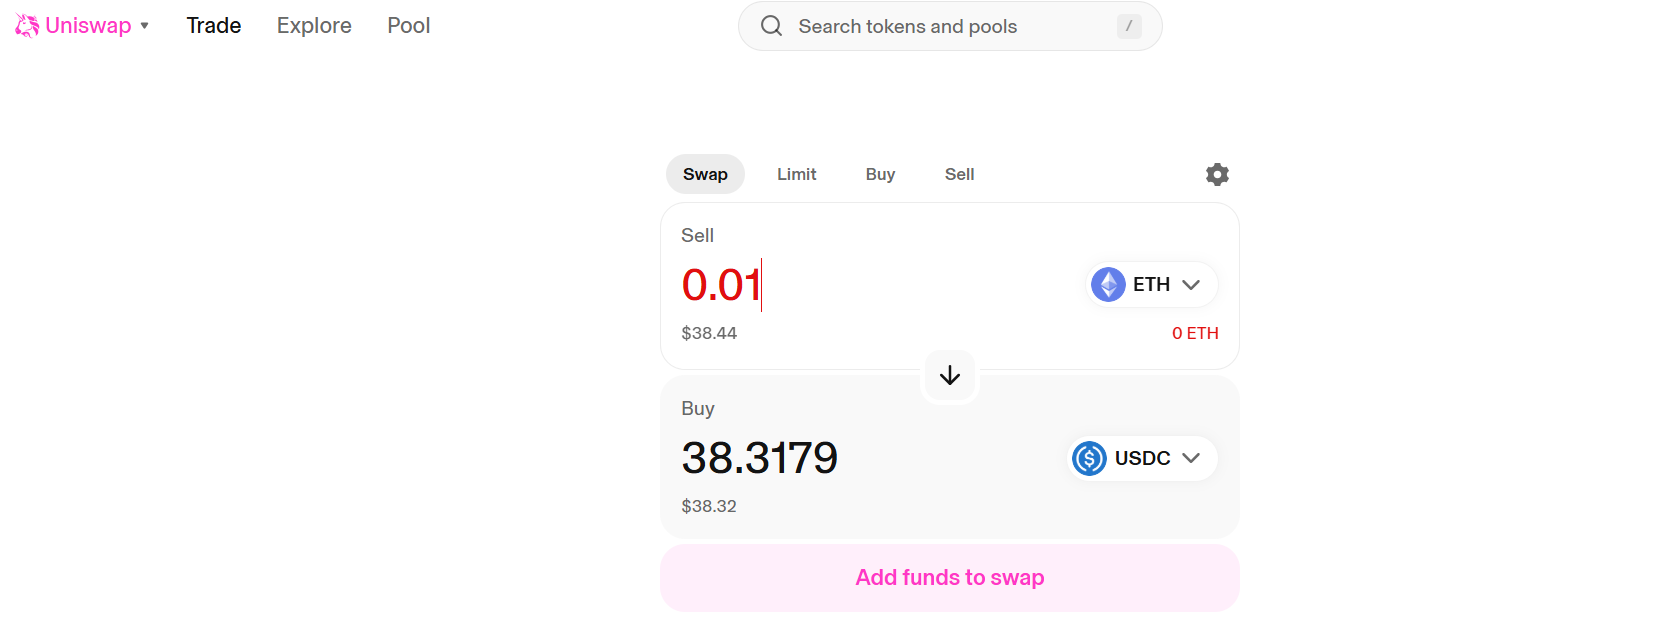 Uniswap Trade Explore Pool Search tokens and pools /
Swap Limit Buy Sell
Sell
0.01 ETH
$38.44 0 ETH
Buy
38.3179 USDC
$38.32
Add funds to swap